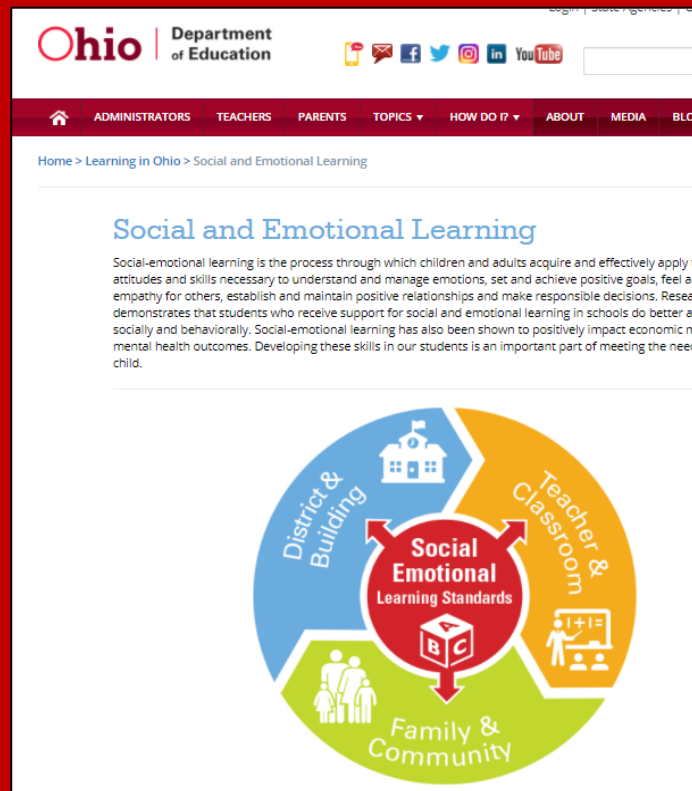 Login | State Agencies |
Ohio Department
of Education
You Tube
ADMINISTRATORS TEACHERS PARENTS TOPICS ▾ HOW DO I? ▾ ABOUT MEDIA
Home > Learning in Ohio > Social and Emotional Learning
Social and Emotional Learning
Social-emotional learning is the process through which children and adults acquire and effectively apply
attitudes and skills necessary to understand and manage emotions, set and achieve positive goals, feel
empathy for others, establish and maintain positive relationships and make responsible decisions.
demonstrates that students who receive support for social and emotional learning in schools do better
socially and behaviorally. Social-emotional learning has also been shown to positively impact economic
mental health outcomes. Developing these skills in our students is an important part of meeting the
child.
District &
Building
Teacher &
Classroom
1+1=
Social
Emotional
Learning Standards
A
B C
Family &
Community